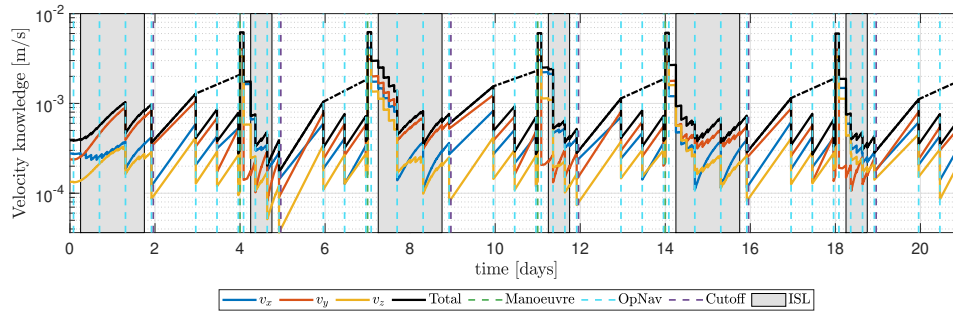 Velocity knowledge [m/s]
10⁻²
10⁻³
10⁻⁴
0 2 4 6 8 10 12 14 16 18 20
time [days]
vₓ v_y v_z Total Manoeuvre OpNav Cutoff ISL